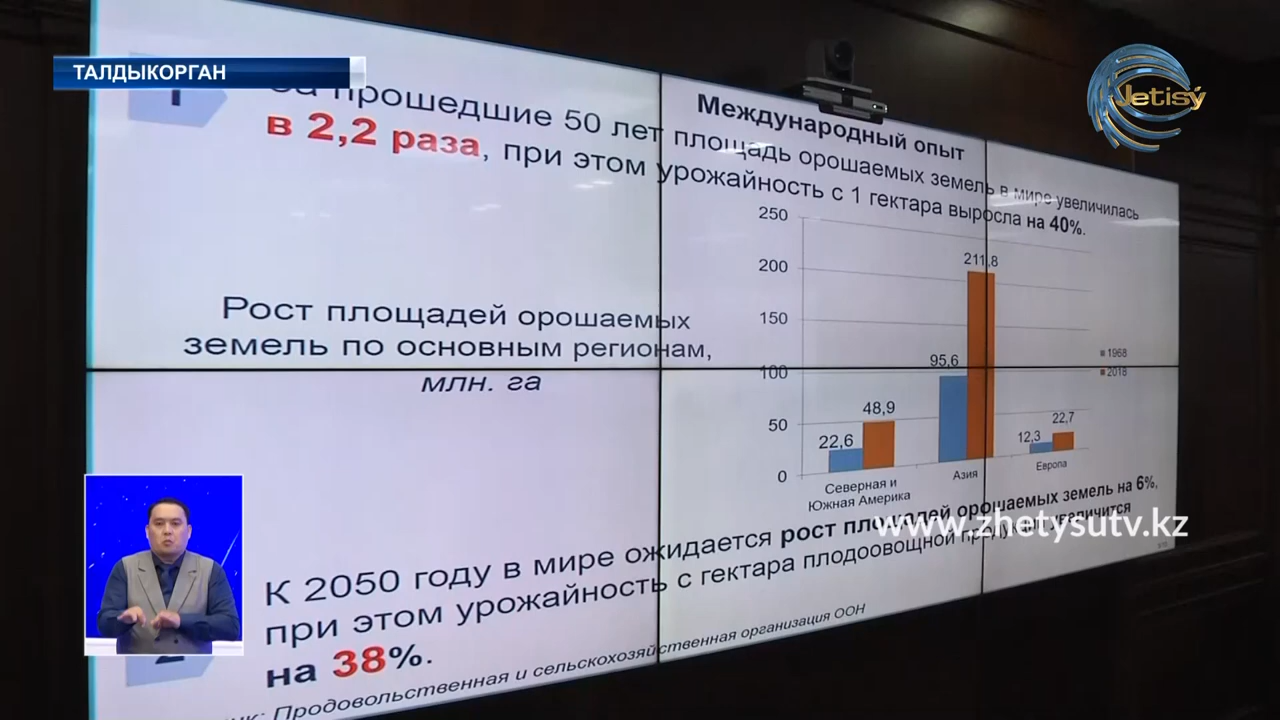 ТАЛДЫКОРГАН
Jetisý
Международный опыт
1
За прошедшие 50 лет площадь орошаемых земель в мире увеличилась
в 2,2 раза, при этом урожайность с 1 гектара выросла на 40%.
Рост площадей орошаемых
земель по основным регионам,
млн. га
250
200
150
100
50
0
22,6
48,9
95,6
211,8
12,3
22,7
Северная и
Южная Америка
Азия
Европа
1968
2018
www.zhetysutv.kz
2
К 2050 году в мире ожидается рост площадей орошаемых земель на 6%,
при этом урожайность с гектара плодоовощной продукции увеличится
на 38%.
Продовольственная и сельскохозяйственная организация ООН